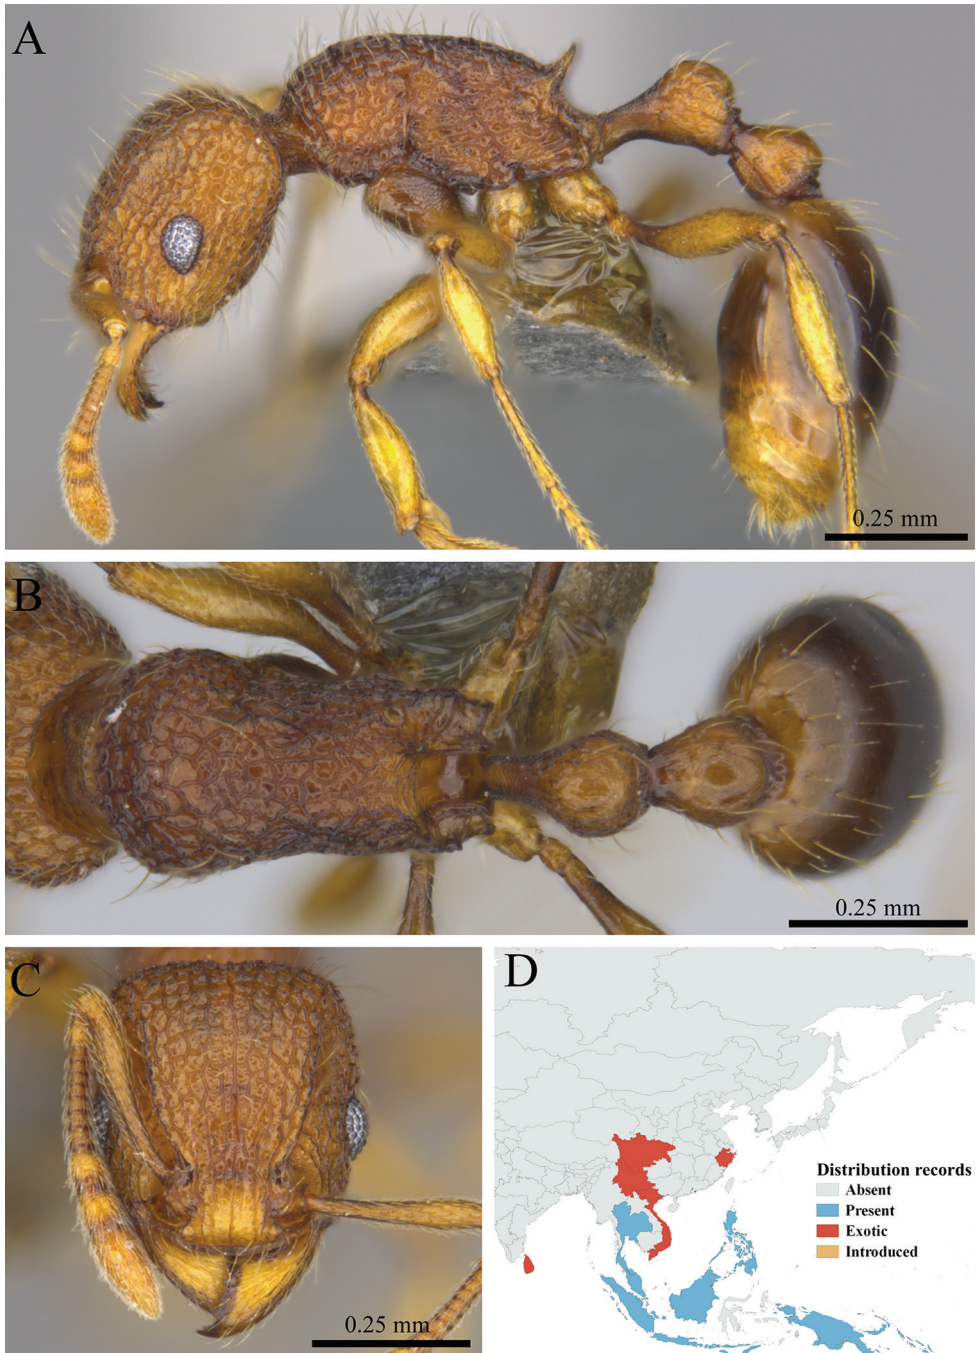 A
0.25 mm
B
0.25 mm
C
0.25 mm
D
Distribution records
Absent
Present
Exotic
Introduced